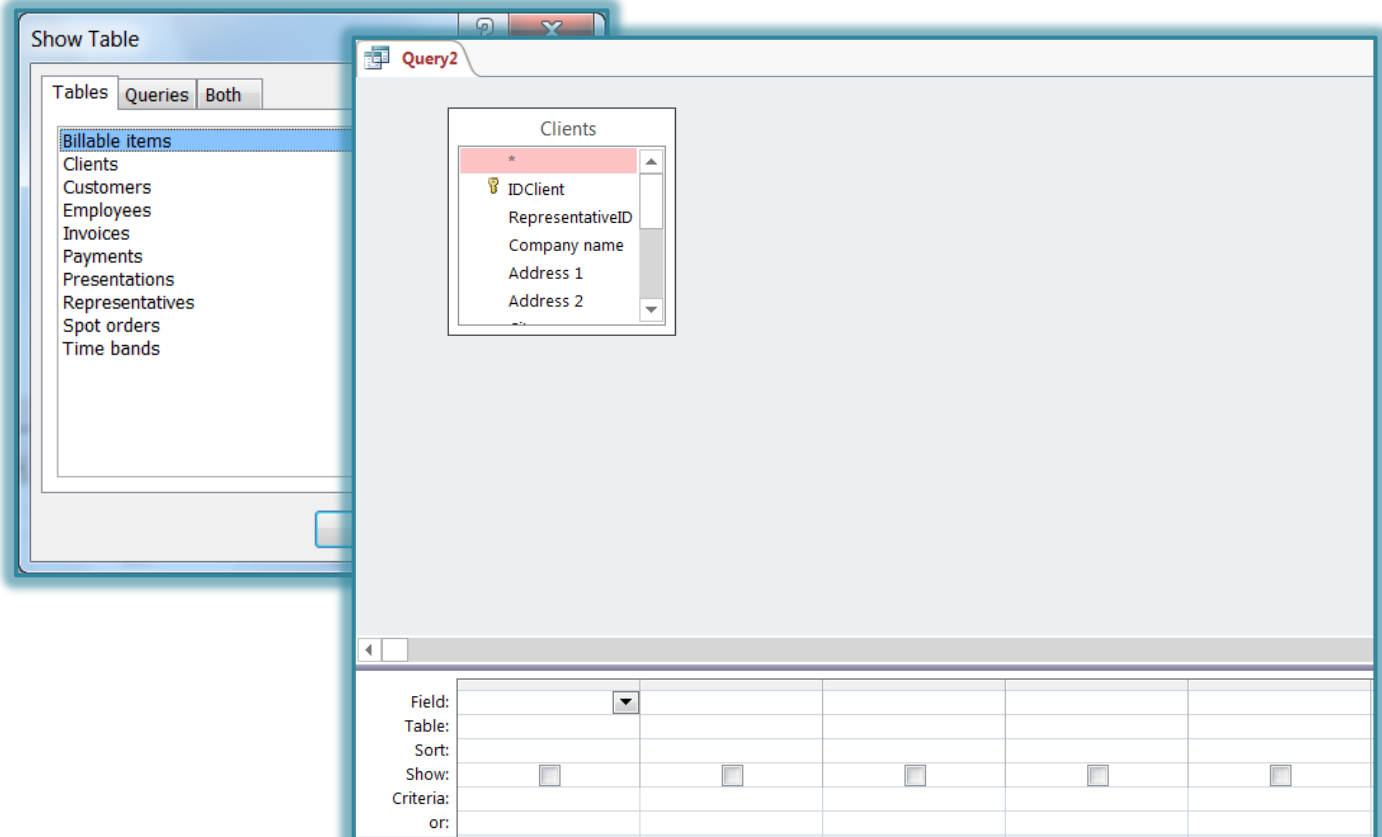 Show Table
Tables Queries Both
Billable items
Clients
Customers
Employees
Invoices
Payments
Presentations
Representatives
Spot orders
Time bands
Query2
Clients
*
IDClient
RepresentativeID
Company name
Address 1
Address 2
Field:
Table:
Sort:
Show:
Criteria:
or: